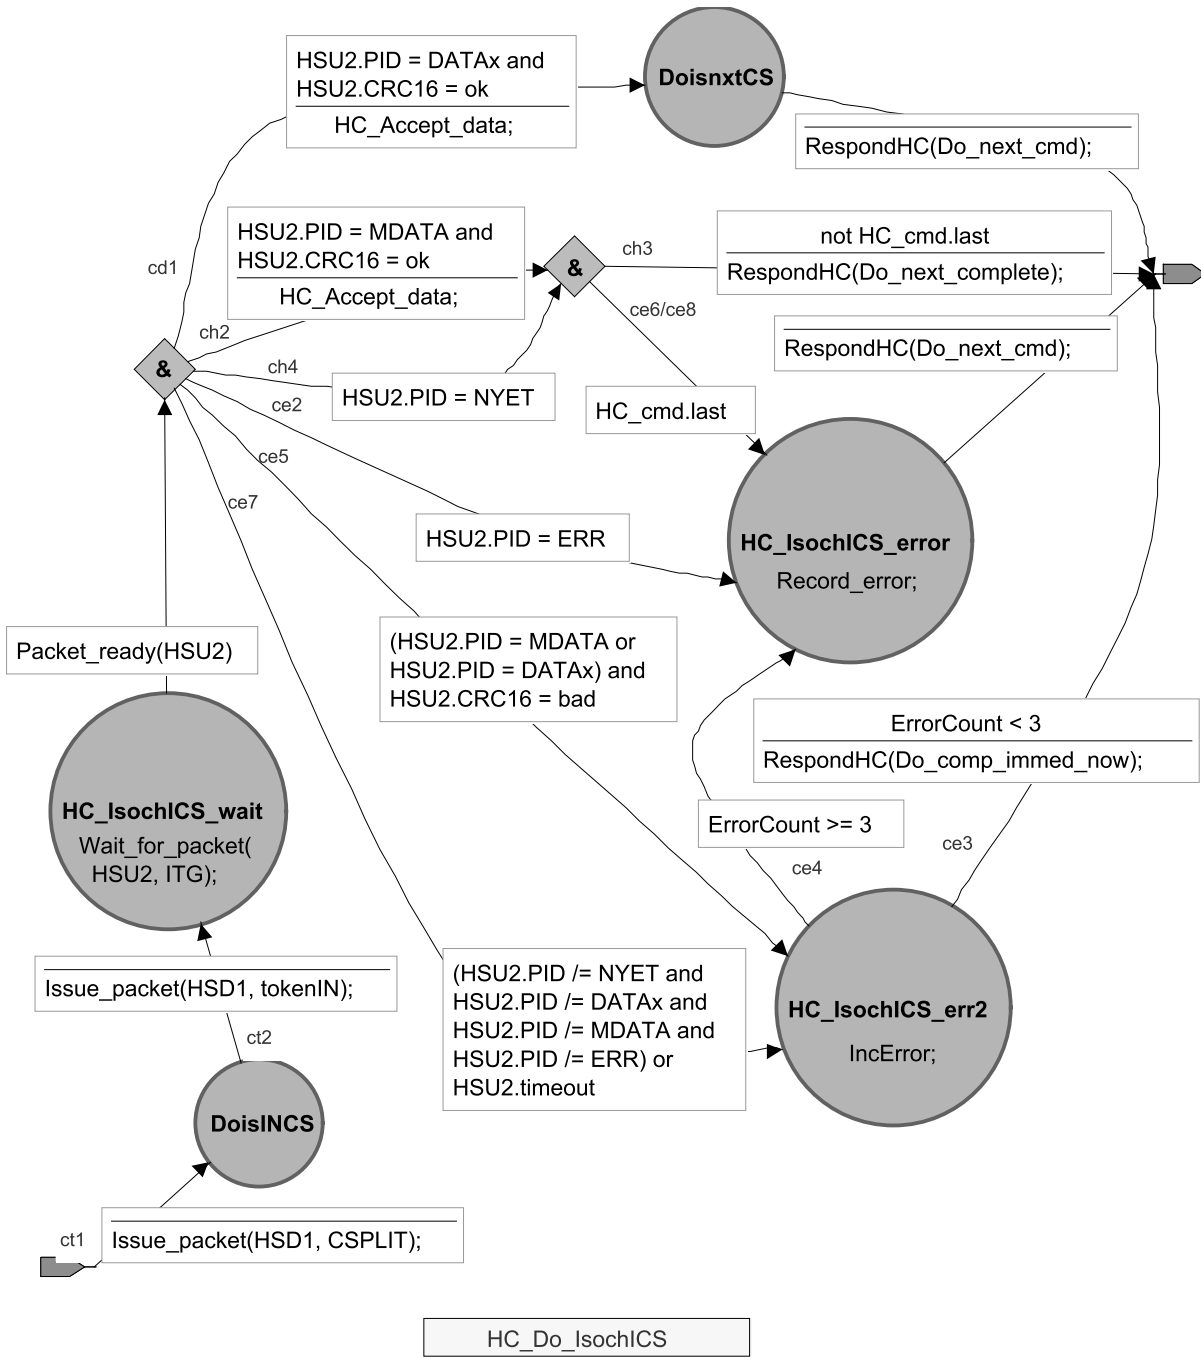 HSU2.PID = DATAx and
HSU2.CRC16 = ok
HC_Accept_data;
DoisnxtCS
RespondHC(Do_next_cmd);
cd1
HSU2.PID = MDATA and
HSU2.CRC16 = ok
HC_Accept_data;
&
ch3
not HC_cmd.last
RespondHC(Do_next_complete);
ce6/ce8
ch2
RespondHC(Do_next_cmd);
&
ch4
HSU2.PID = NYET
ce2
HC_cmd.last
ce5
ce7
HSU2.PID = ERR
HC_IsochICS_error
Record_error;
Packet_ready(HSU2)
(HSU2.PID = MDATA or
HSU2.PID = DATAx) and
HSU2.CRC16 = bad
ErrorCount < 3
RespondHC(Do_comp_immed_now);
HC_IsochICS_wait
Wait_for_packet(
HSU2, ITG);
ErrorCount >= 3
ce3
ce4
Issue_packet(HSD1, tokenIN);
(HSU2.PID /= NYET and
HSU2.PID /= DATAx and
HSU2.PID /= MDATA and
HSU2.PID /= ERR) or
HSU2.timeout
HC_IsochICS_err2
IncError;
ct2
DoisINCS
ct1
Issue_packet(HSD1, CSPLIT);
HC_Do_IsochICS